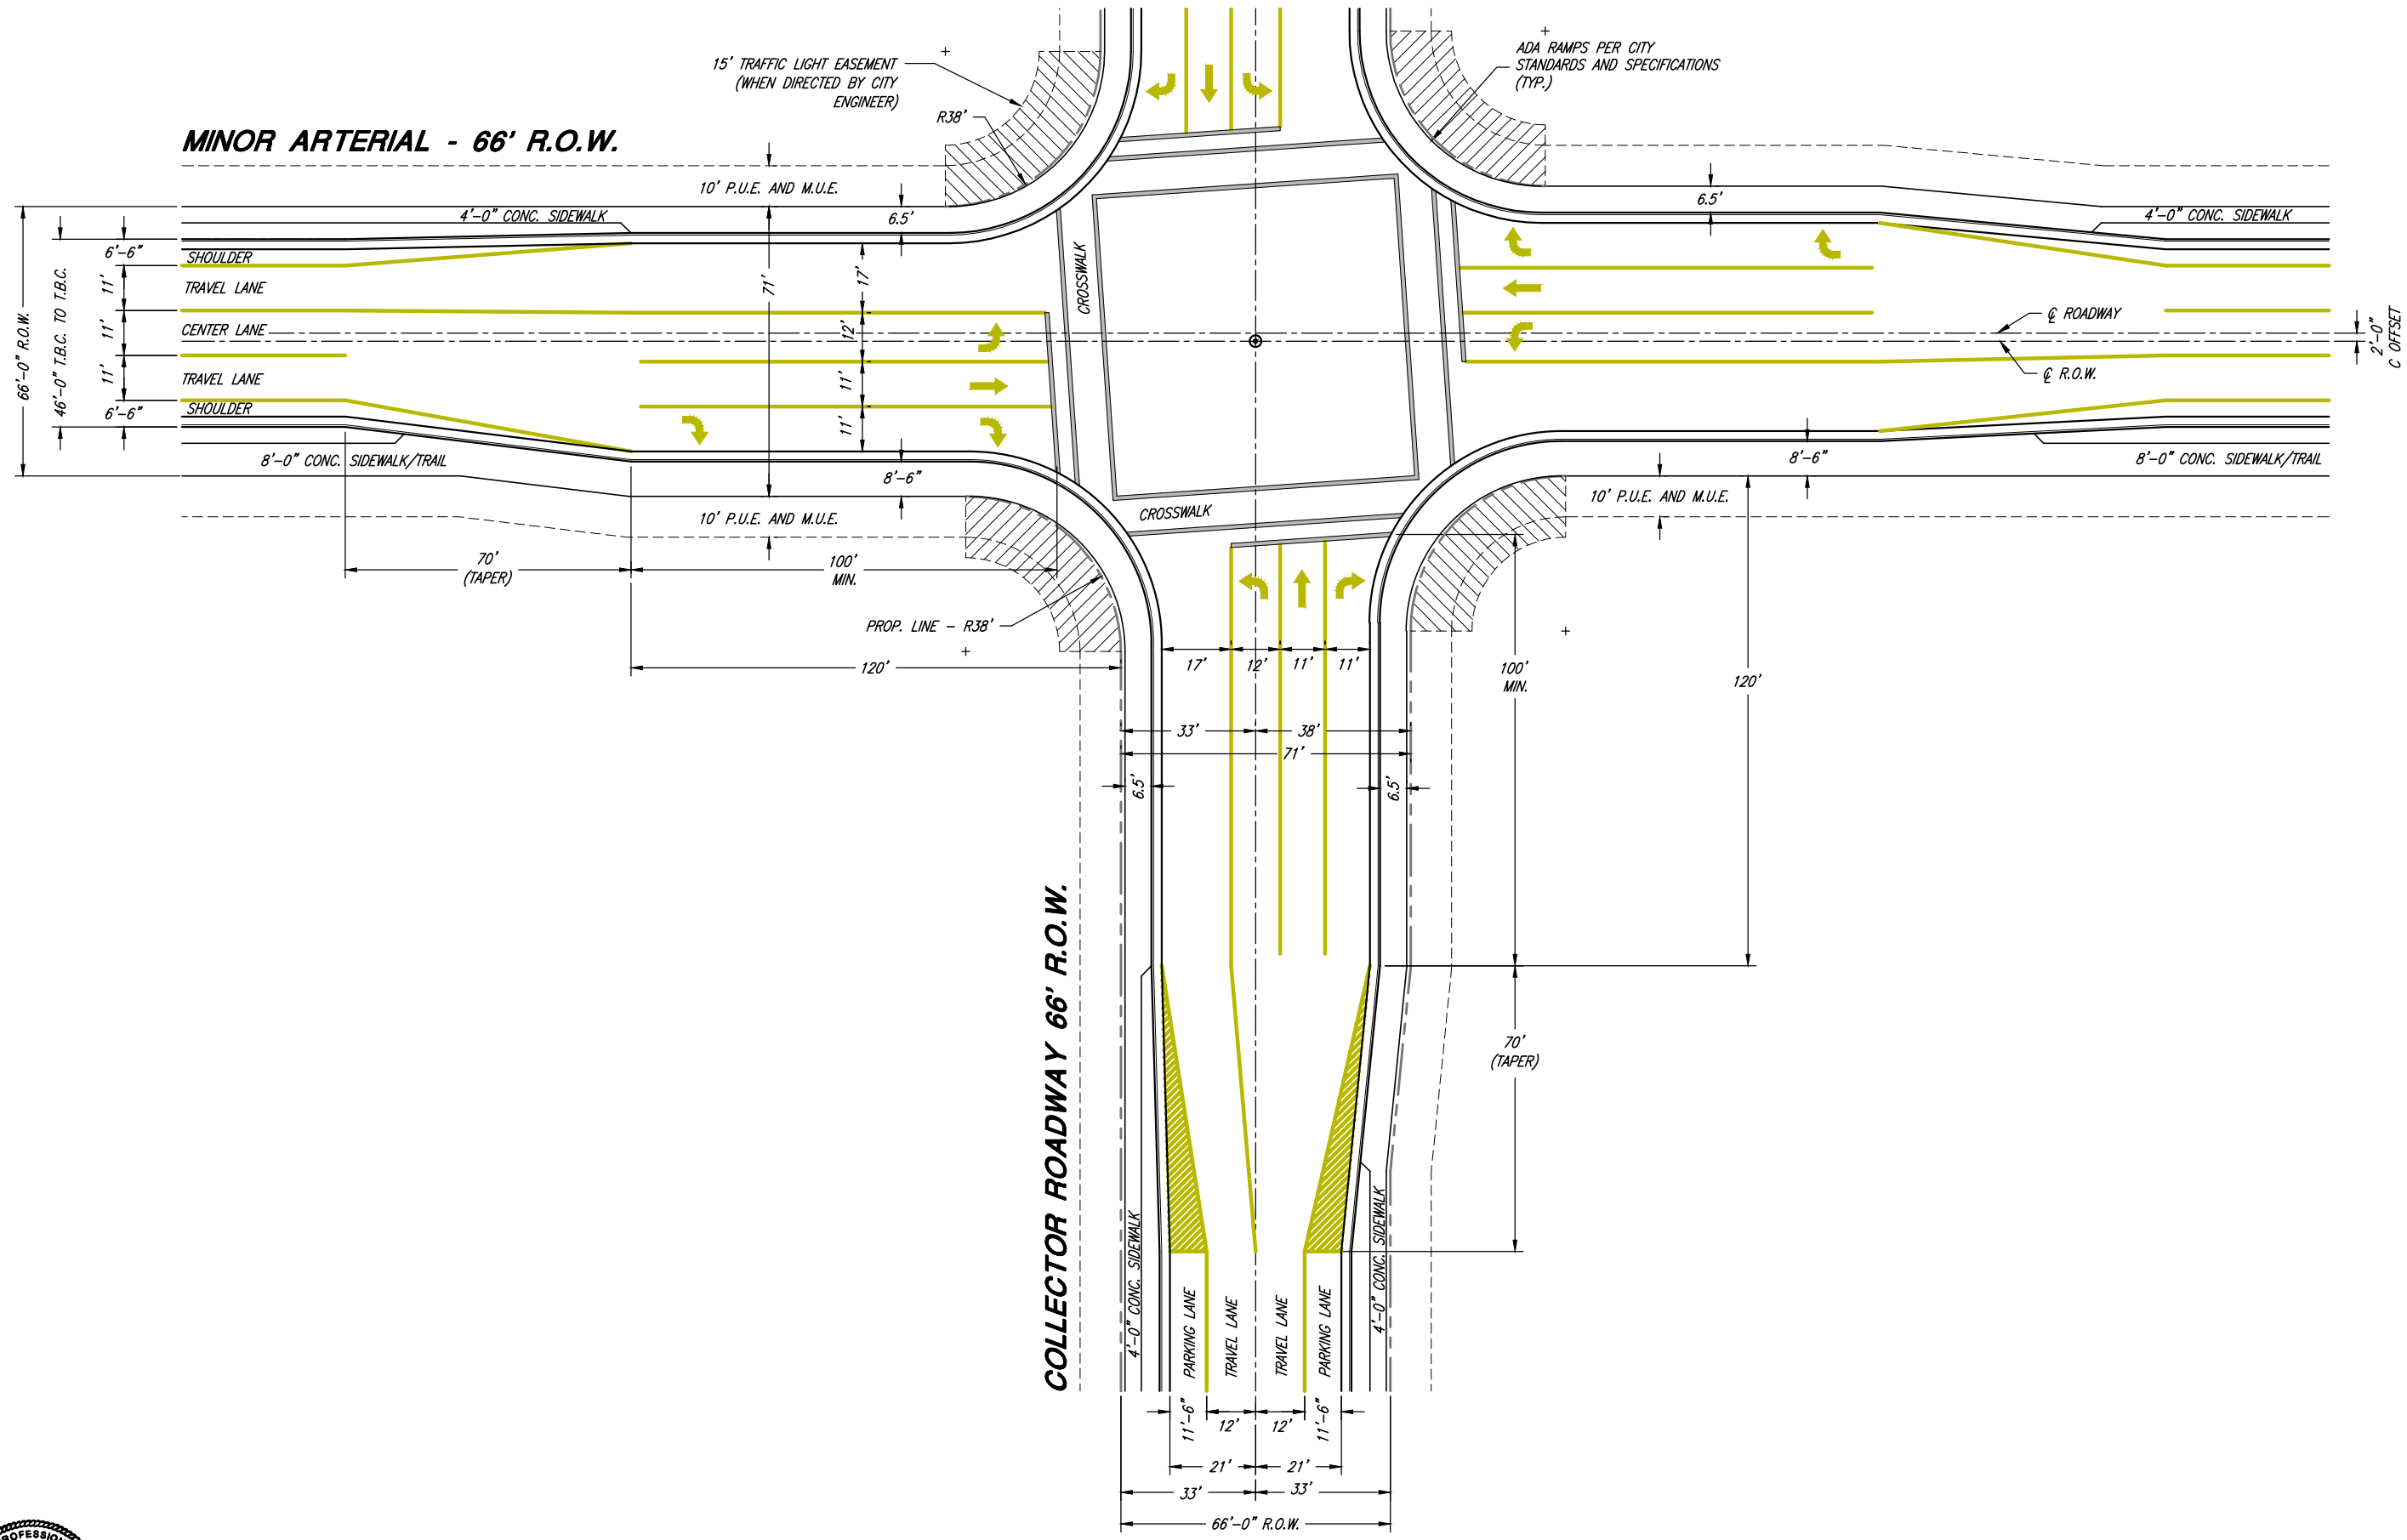 15' TRAFFIC LIGHT EASEMENT
(WHEN DIRECTED BY CITY
ENGINEER)
R38'
ADA RAMPS PER CITY
STANDARDS AND SPECIFICATIONS
(TYP.)
MINOR ARTERIAL - 66' R.O.W.
10' P.U.E. AND M.U.E.
4'-0" CONC. SIDEWALK
6.5'
6.5'
4'-0" CONC. SIDEWALK
66'-0" R.O.W.
46'-0" T.B.C. TO T.B.C.
6'-6"
11'
11'
11'
6'-6"
SHOULDER
TRAVEL LANE
CENTER LANE
TRAVEL LANE
SHOULDER
71'
17'
12'
11'
11'
CROSSWALK
℄ ROADWAY
℄ R.O.W.
2'-0"
C OFFSET
8'-0" CONC. SIDEWALK/TRAIL
8'-6"
8'-6"
8'-0" CONC. SIDEWALK/TRAIL
10' P.U.E. AND M.U.E.
CROSSWALK
10' P.U.E. AND M.U.E.
70'
(TAPER)
100'
MIN.
PROP. LINE - R38'
120'
17'
12'
11'
11'
100'
MIN.
120'
33'
38'
71'
6.5'
6.5'
COLLECTOR ROADWAY 66' R.O.W.
70'
(TAPER)
4'-0" CONC. SIDEWALK
PARKING LANE
TRAVEL LANE
TRAVEL LANE
PARKING LANE
4'-0" CONC. SIDEWALK
11'-6"
12'
12'
11'-6"
21'
21'
33'
33'
66'-0" R.O.W.